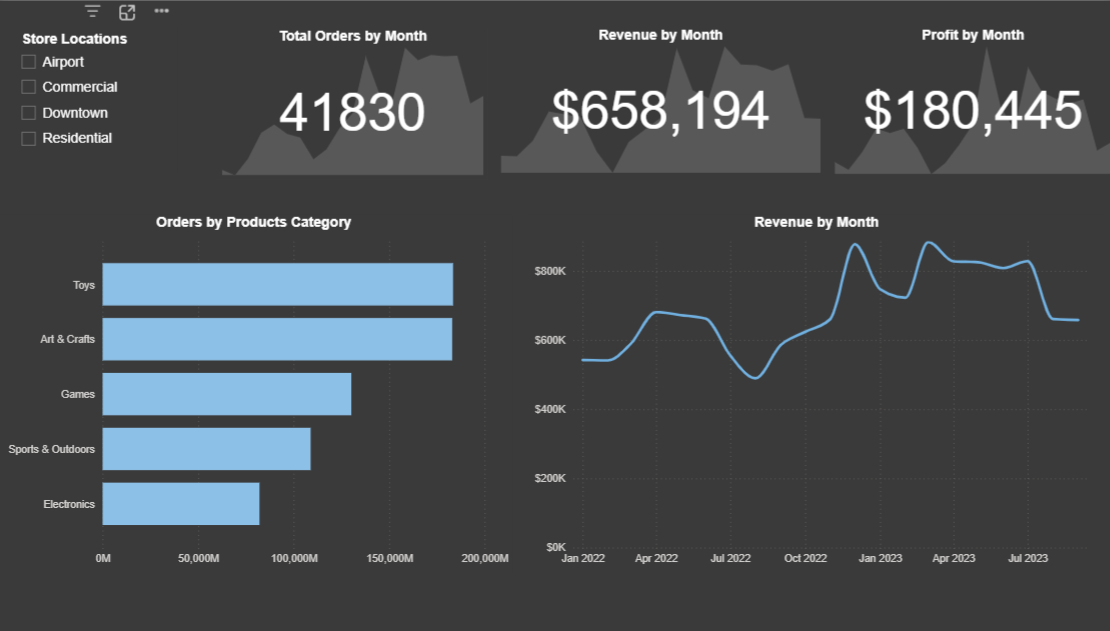 Store Locations
Airport
Commercial
Downtown
Residential
Total Orders by Month
41830
Revenue by Month
$658,194
Profit by Month
$180,445
Orders by Products Category
Toys
Art & Crafts
Games
Sports & Outdoors
Electronics
0M 50,000M 100,000M 150,000M 200,000M
Revenue by Month
$800K
$600K
$400K
$200K
$0K
Jan 2022 Apr 2022 Jul 2022 Oct 2022 Jan 2023 Apr 2023 Jul 2023